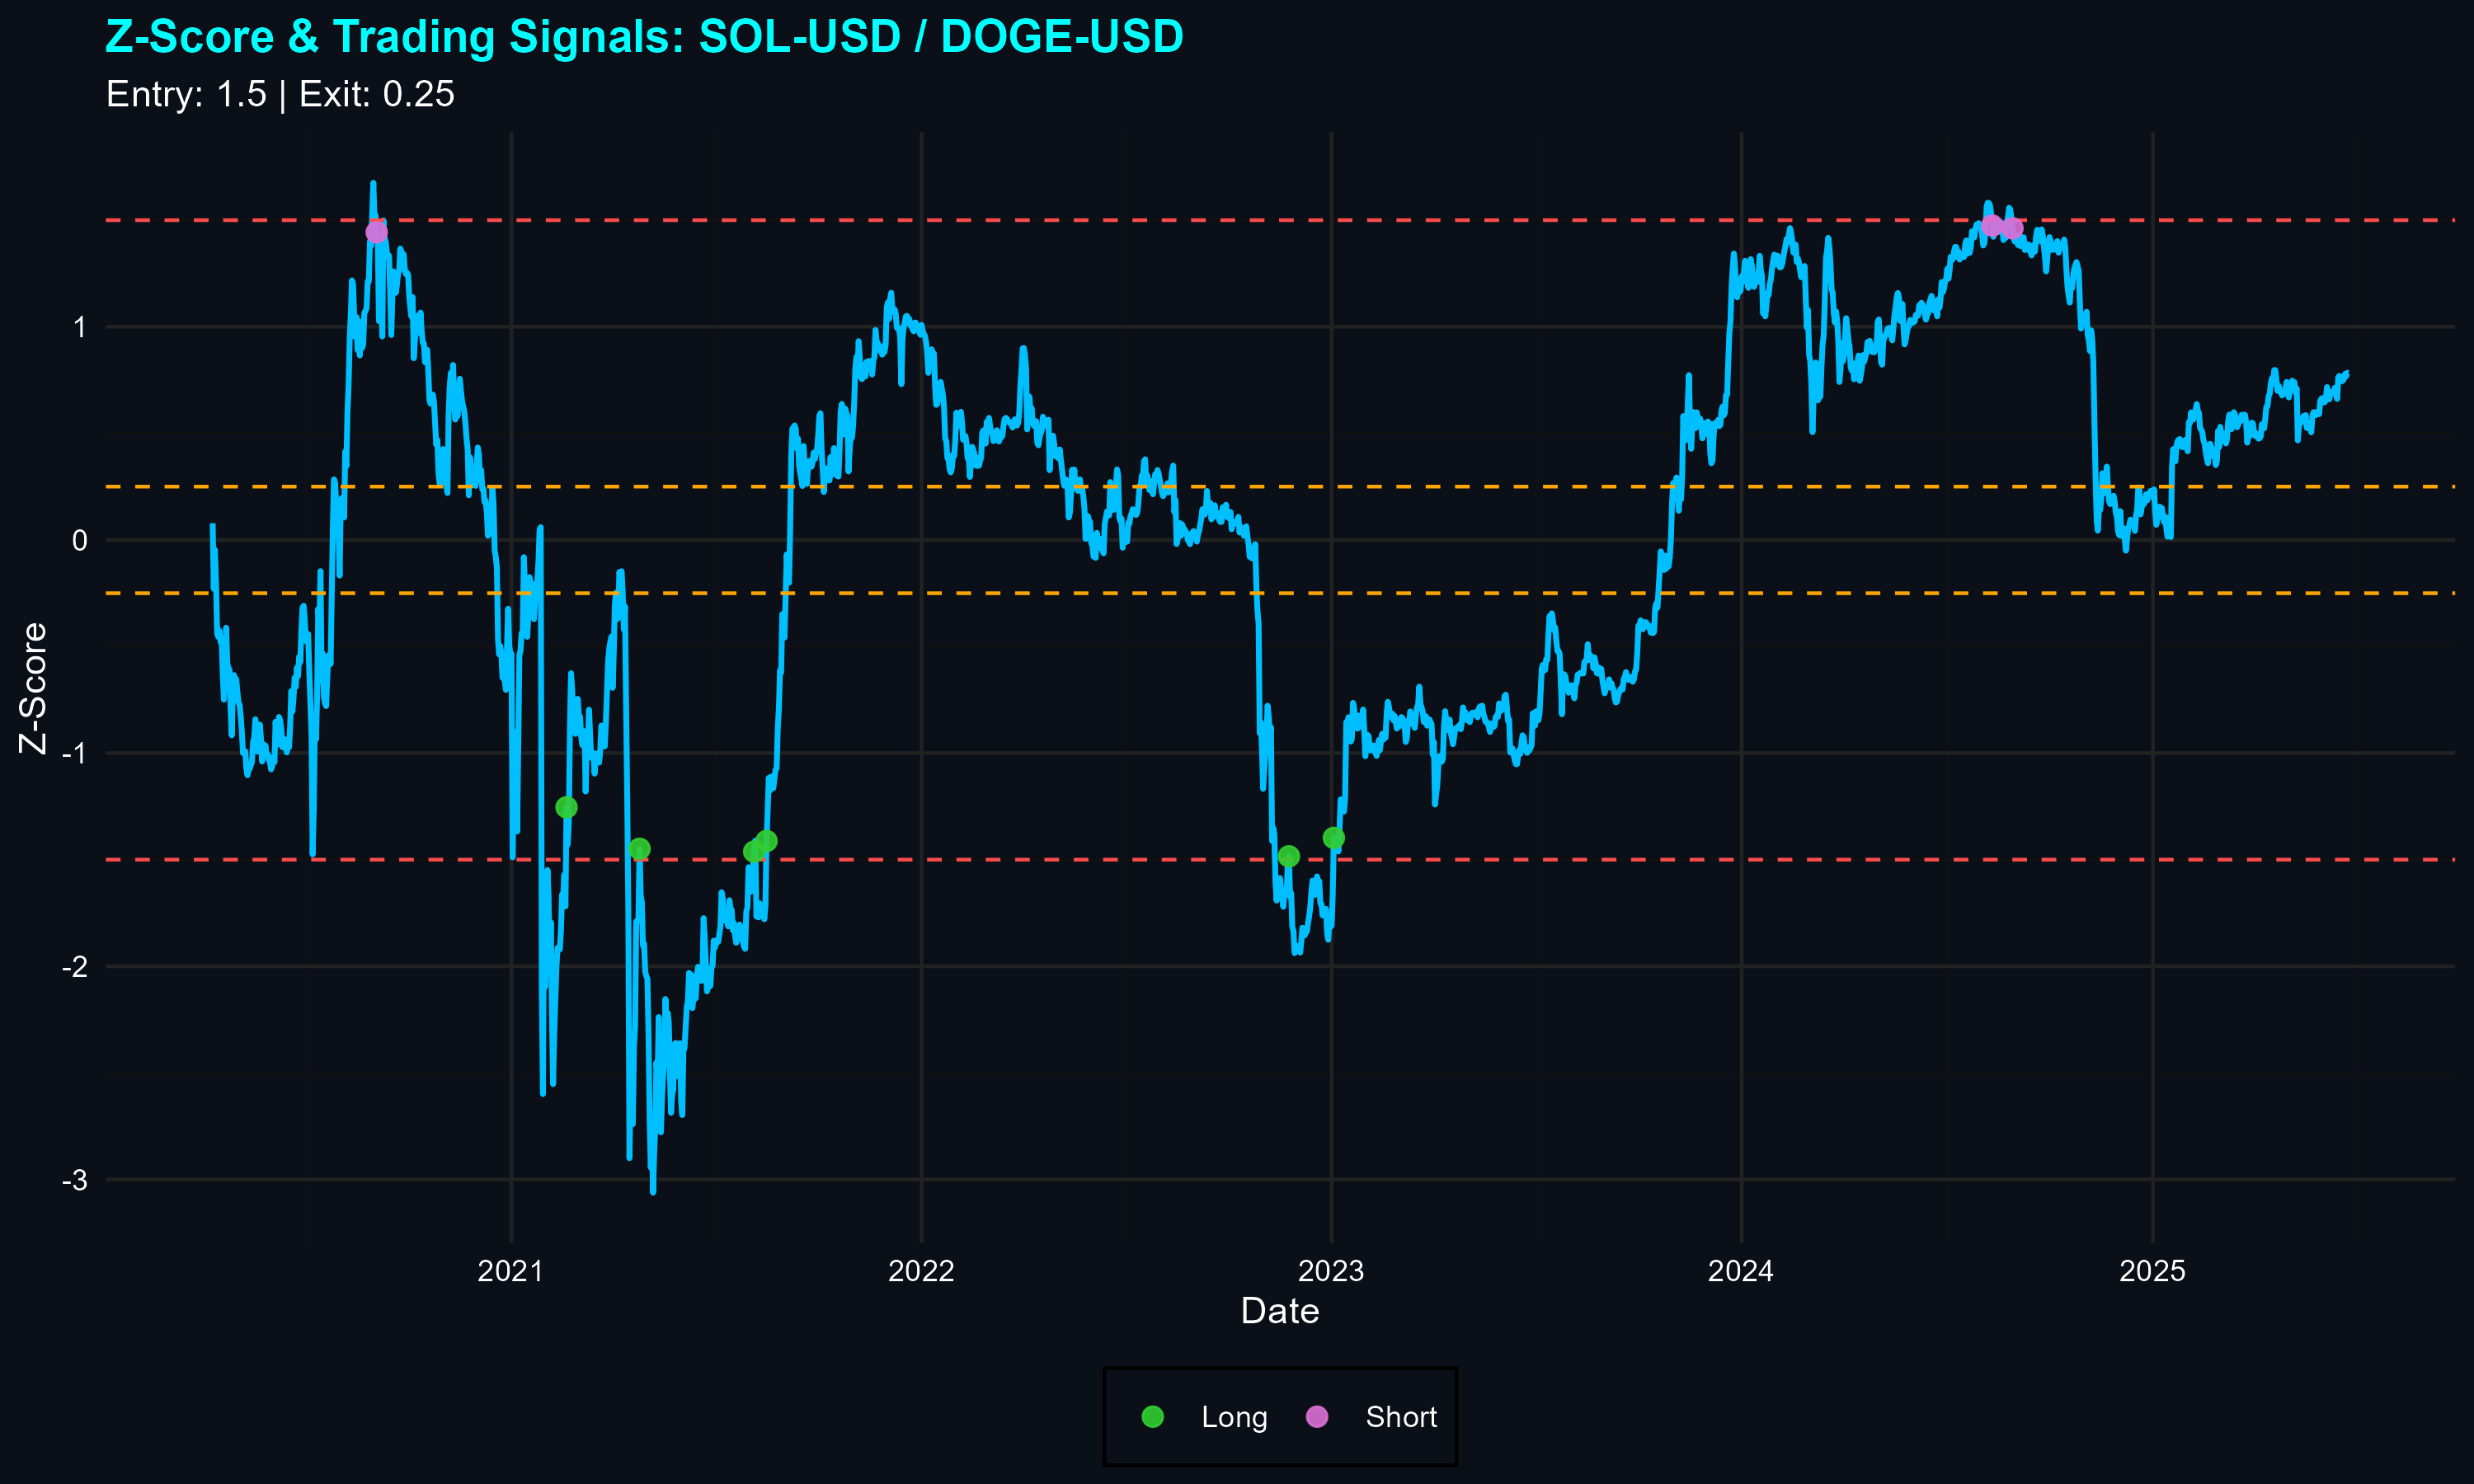 Z-Score & Trading Signals: SOL-USD / DOGE-USD
Entry: 1.5 | Exit: 0.25
Z-Score
1
0
-1
-2
-3
2021 2022 2023 2024 2025
Date
Long Short